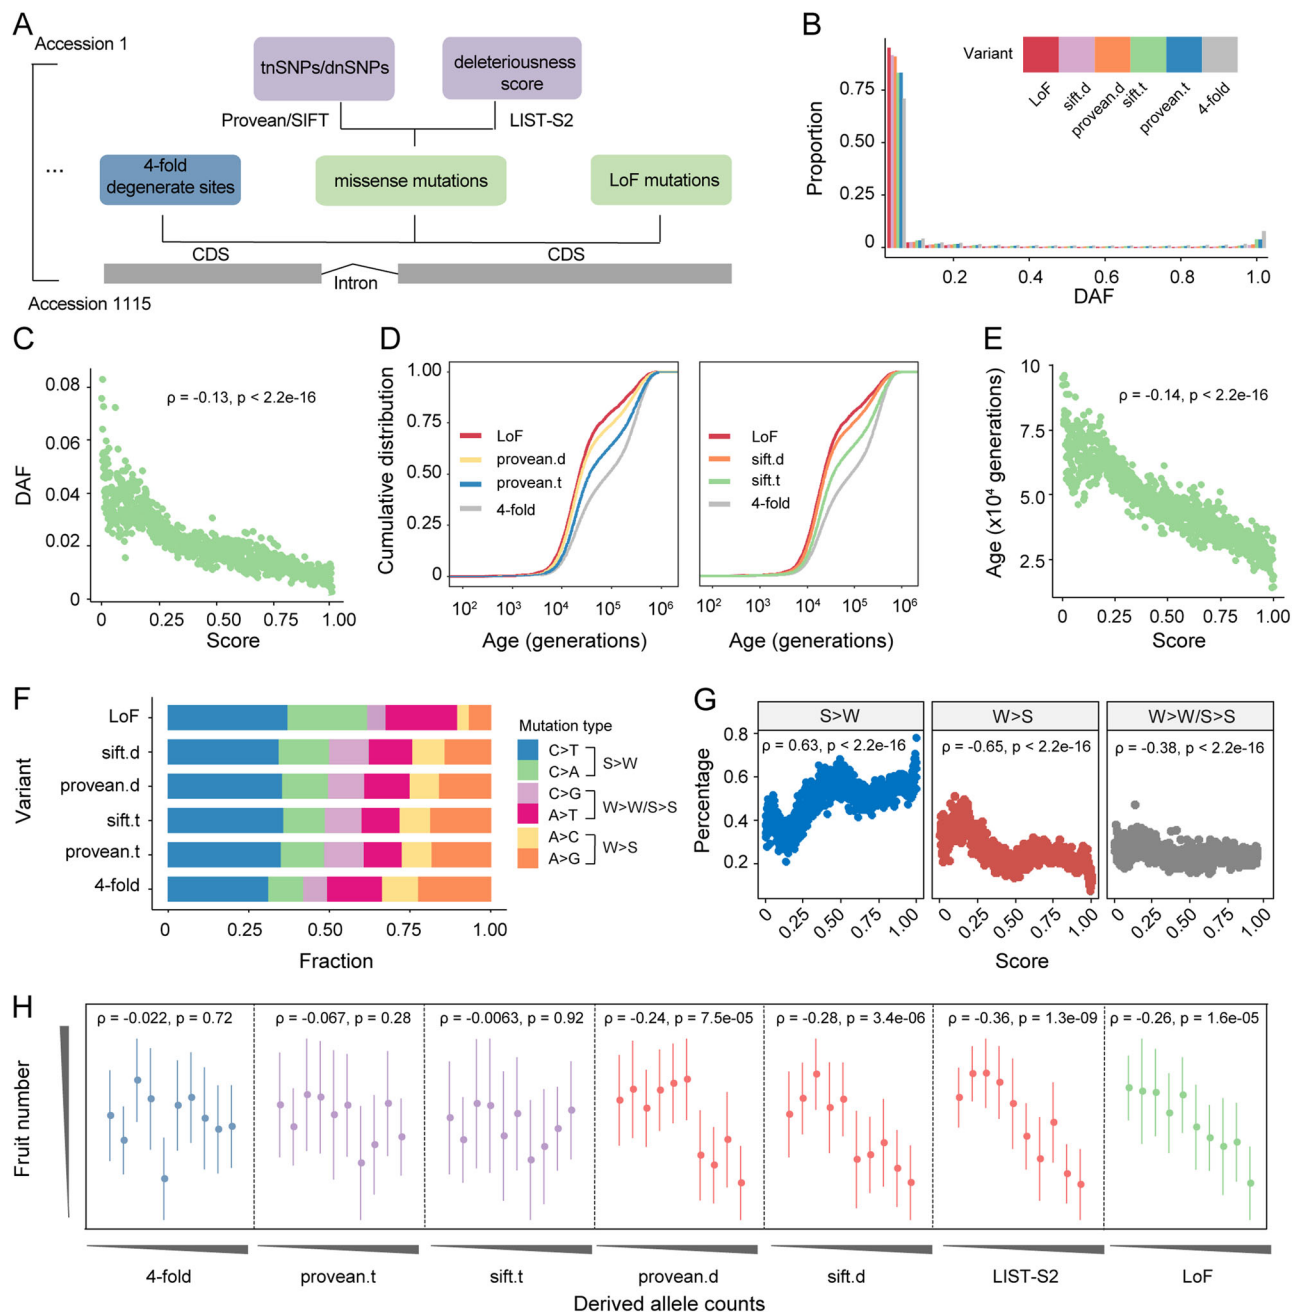 A
Accession 1
tnSNPs/dnSNPs
deleteriousness
score
Provean/SIFT
LIST-S2
...
4-fold
degenerate sites
missense mutations
LoF mutations
CDS
CDS
Intron
Accession 1115
B
Variant
LoF
sift.d
provean.d
sift.t
provean.t
4-fold
Proportion
0.75
0.50
0.25
0
0.2
0.4
0.6
0.8
1.0
DAF
C
ρ = -0.13, p < 2.2e-16
DAF
0.08
0.06
0.04
0.02
0
0
0.25
0.50
0.75
1.00
Score
D
Cumulative distribution
1.00
0.75
0.50
0.25
0
LoF
provean.d
provean.t
4-fold
10² 10³ 10⁴ 10⁵ 10⁶
Age (generations)
LoF
sift.d
sift.t
4-fold
10² 10³ 10⁴ 10⁵ 10⁶
Age (generations)
E
ρ = -0.14, p < 2.2e-16
Age (x10⁴ generations)
10
7.5
5.0
2.5
0
0.25
0.50
0.75
1.00
Score
F
Variant
LoF
sift.d
provean.d
sift.t
provean.t
4-fold
0
0.25
0.50
0.75
1.00
Fraction
Mutation type
C>T
C>A
S>W
C>G
A>T
W>W/S>S
A>C
A>G
W>S
G
S>W
W>S
W>W/S>S
ρ = 0.63, p < 2.2e-16
ρ = -0.65, p < 2.2e-16
ρ = -0.38, p < 2.2e-16
Percentage
0.8
0.6
0.4
0.2
0 0.25 0.50 0.75 1.00
0 0.25 0.50 0.75 1.00
0 0.25 0.50 0.75 1.00
Score
H
Fruit number
ρ = -0.022, p = 0.72
ρ = -0.067, p = 0.28
ρ = -0.0063, p = 0.92
ρ = -0.24, p = 7.5e-05
ρ = -0.28, p = 3.4e-06
ρ = -0.36, p = 1.3e-09
ρ = -0.26, p = 1.6e-05
4-fold
provean.t
sift.t
provean.d
sift.d
LIST-S2
LoF
Derived allele counts